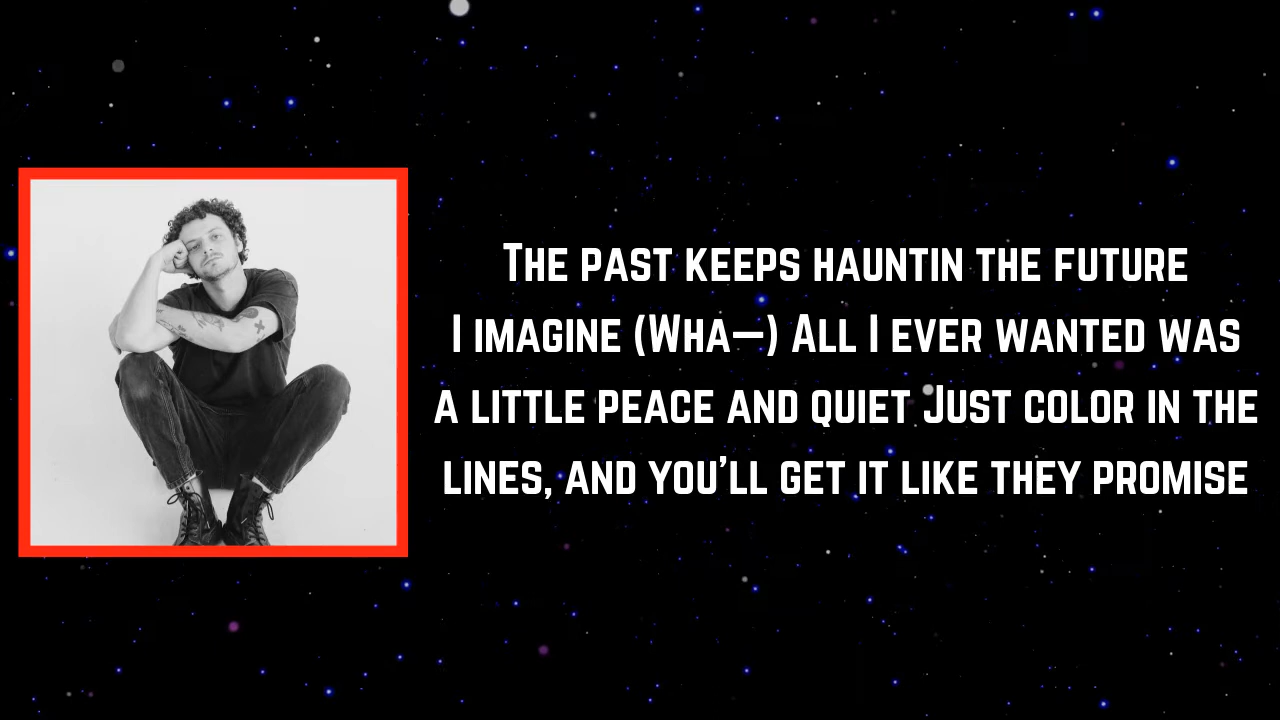 The past keeps hauntin the future
I imagine (Wha—) All I ever wanted was
a little peace and quiet Just color in the
lines, and you'll get it like they promise